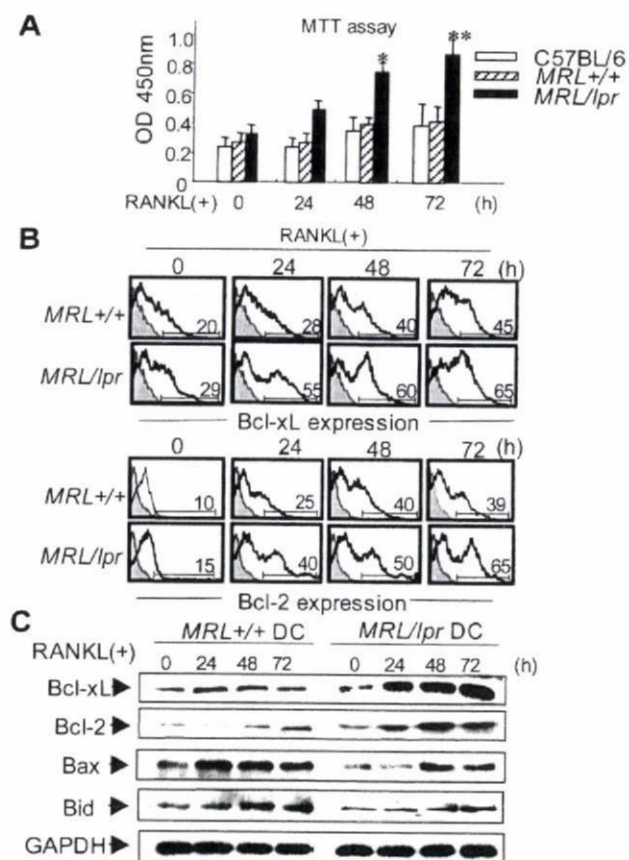 A
MTT assay
OD 450nm
1.0
0.8
0.6
0.4
0.2
0
*
**
C57BL/6
MRL+/+
MRL/lpr
RANKL(+) 0 24 48 72 (h)
B
RANKL(+)
0 24 48 72 (h)
MRL+/+ 20 28 40 45
MRL/lpr 29 55 60 65
Bcl-xL expression
0 24 48 72 (h)
MRL+/+ 10 25 40 39
MRL/lpr 15 40 50 65
Bcl-2 expression
C
MRL+/+ DC MRL/lpr DC
RANKL(+) 0 24 48 72 0 24 48 72 (h)
Bcl-xL
Bcl-2
Bax
Bid
GAPDH